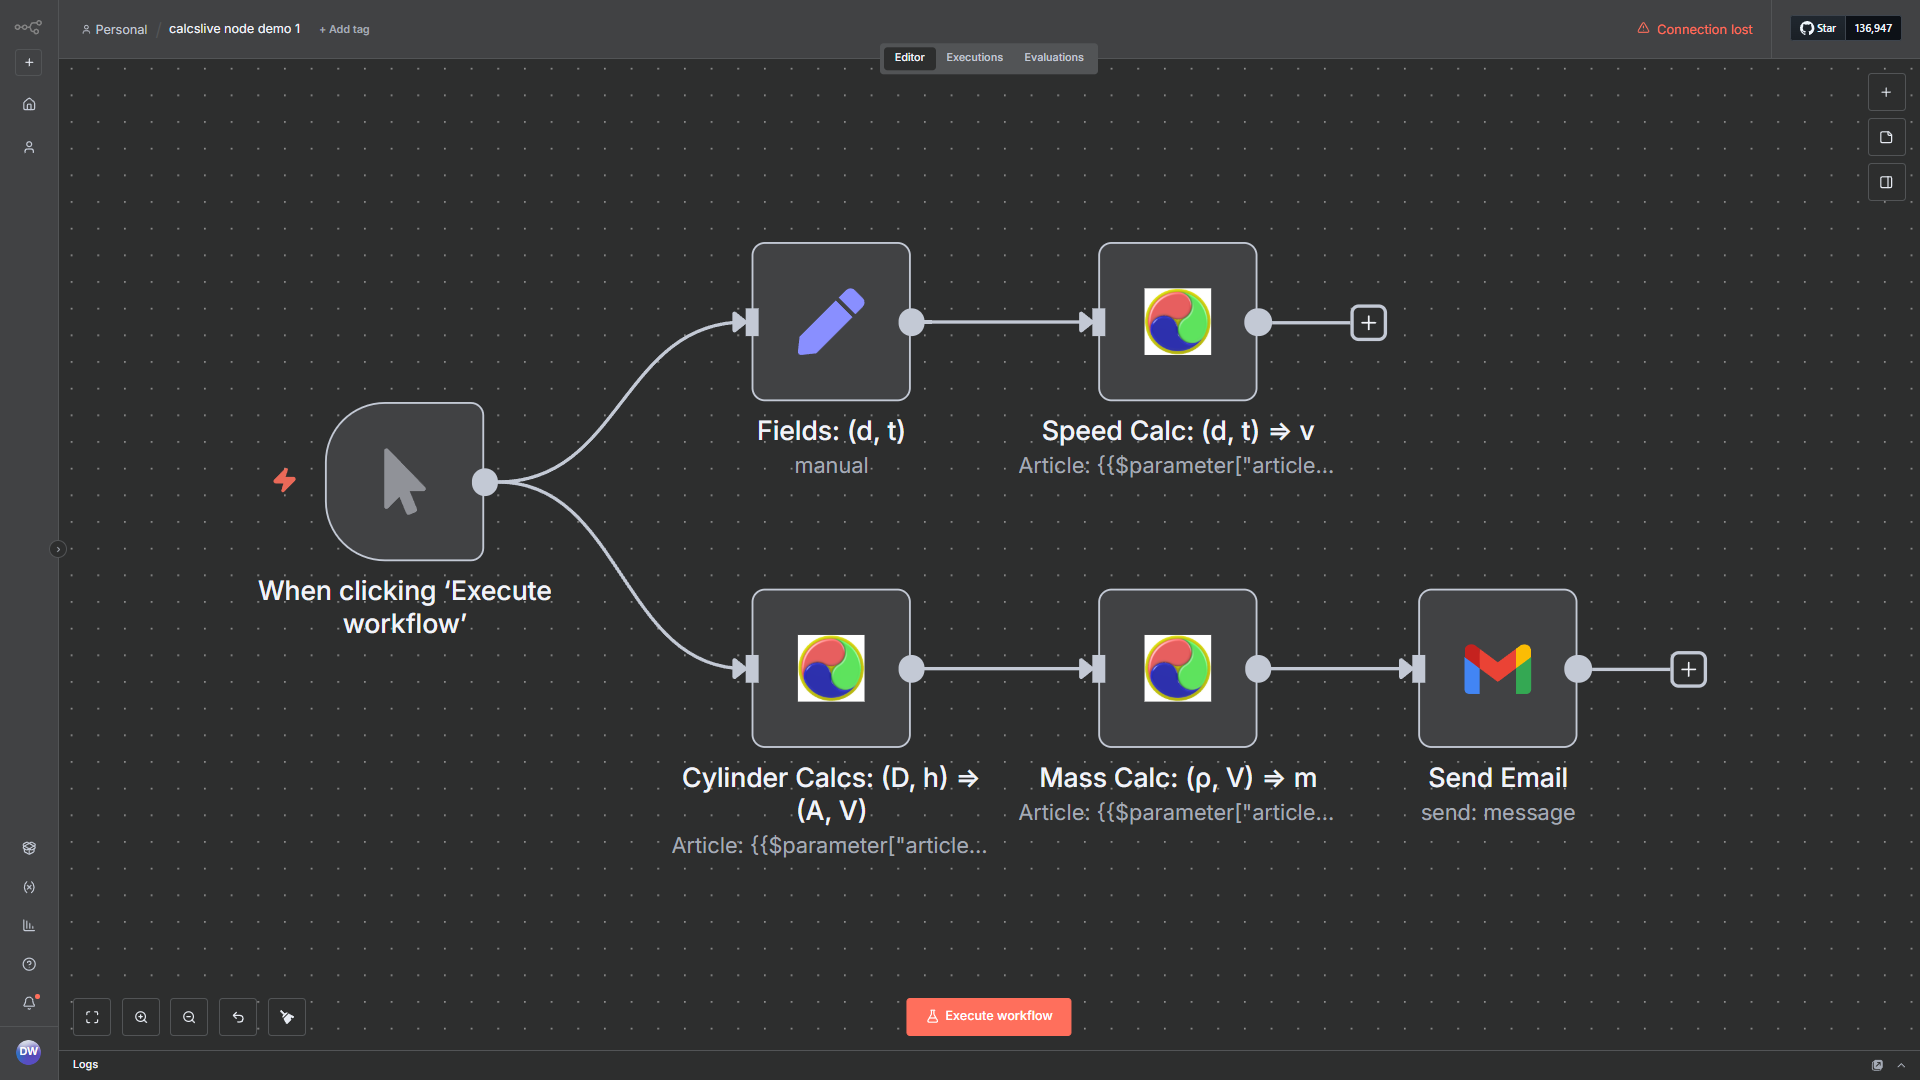 Personal / calcslive node demo 1 + Add tag
Connection lost
Star 136,947
Editor Executions Evaluations
Fields: (d, t)
manual
Speed Calc: (d, t) ⇒ v
Article: {{$parameter["article...
When clicking ‘Execute
workflow’
Cylinder Calcs: (D, h) ⇒
(A, V)
Article: {{$parameter["article...
Mass Calc: (ρ, V) ⇒ m
Article: {{$parameter["article...
Send Email
send: message
Execute workflow
DW
Logs